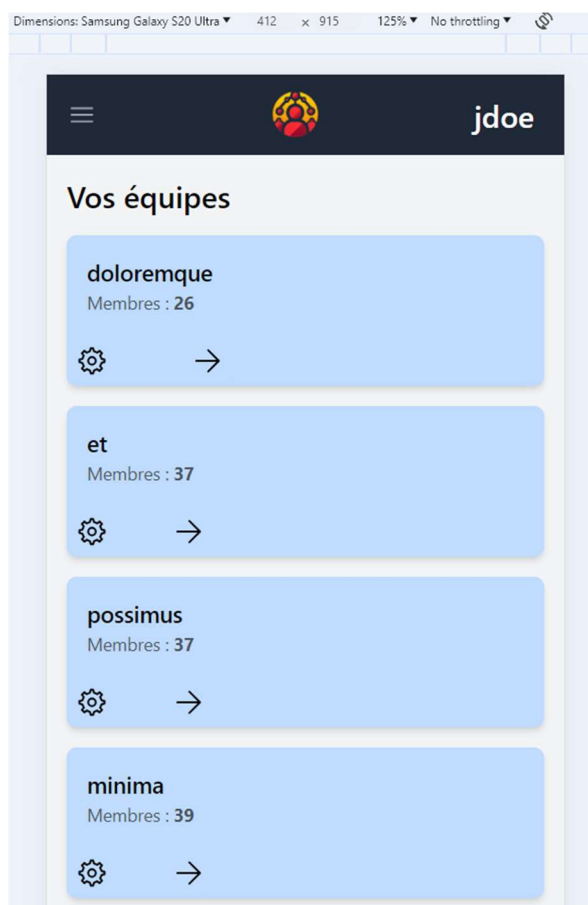 Dimensions: Samsung Galaxy S20 Ultra ▼ 412 x 915 125% ▼ No throttling ▼
jdoe
Vos équipes
doloremque
Membres : 26
et
Membres : 37
possimus
Membres : 37
minima
Membres : 39